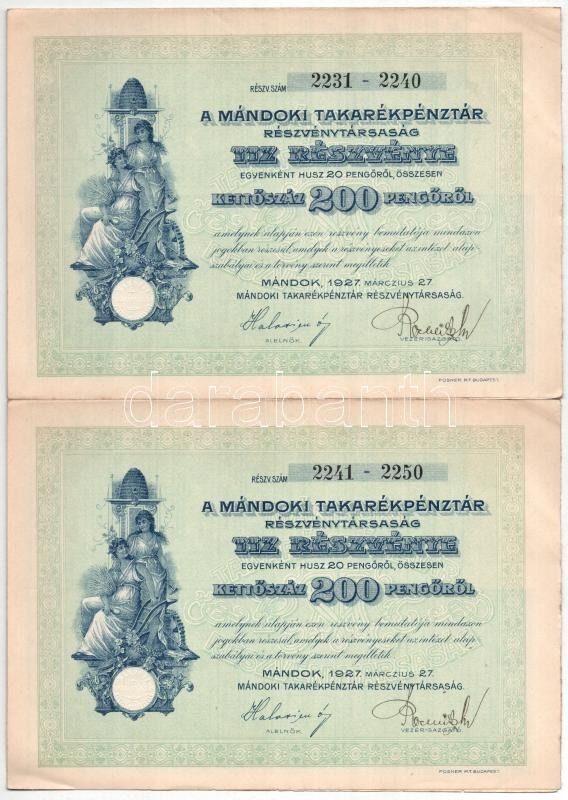 RÉSZV. SZÁM 2231 - 2240
A MÁNDOKI TAKARÉKPÉNZTÁR
RÉSZVÉNYTÁRSASÁG
TIZ RÉSZVÉNYE
EGYENKÉNT HUSZ 20 PENGŐRŐL, ÖSSZESEN
KETTŐSZÁZ 200 PENGŐRŐL
amelynek alapján ezen részvény bemutatója mindazon
jogokban részesül, amelyek a részvényeseket az intézet alap-
szabályai és a törvény szerint megilletik.
MÁNDOK, 1927. MÁRCZIUS 27.
MÁNDOKI TAKARÉKPÉNZTÁR RÉSZVÉNYTÁRSASÁG.
ALELNÖK. VEZÉRIGAZGATÓ.
POSNER R.T. BUDAPEST.
darabanth
RÉSZV. SZÁM 2241 - 2250
A MÁNDOKI TAKARÉKPÉNZTÁR
RÉSZVÉNYTÁRSASÁG
TIZ RÉSZVÉNYE
EGYENKÉNT HUSZ 20 PENGŐRŐL, ÖSSZESEN
KETTŐSZÁZ 200 PENGŐRŐL
amelynek alapján ezen részvény bemutatója mindazon
jogokban részesül, amelyek a részvényeseket az intézet alap-
szabályai és a törvény szerint megilletik.
MÁNDOK, 1927. MÁRCZIUS 27.
MÁNDOKI TAKARÉKPÉNZTÁR RÉSZVÉNYTÁRSASÁG.
ALELNÖK. VEZÉRIGAZGATÓ.
POSNER R.T. BUDAPEST.